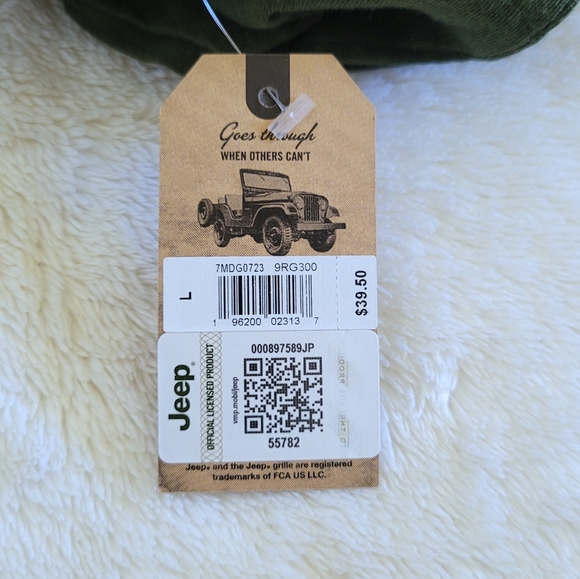 Goes through
WHEN OTHERS CAN'T
7MDG0723 9RG300
L
$39.50
1 96200 02313 7
Jeep®
OFFICIAL LICENSED PRODUCT
000897589JP
vmp.mobi/jeep
55782
Jeep® and the Jeep® grille are registered
trademarks of FCA US LLC.